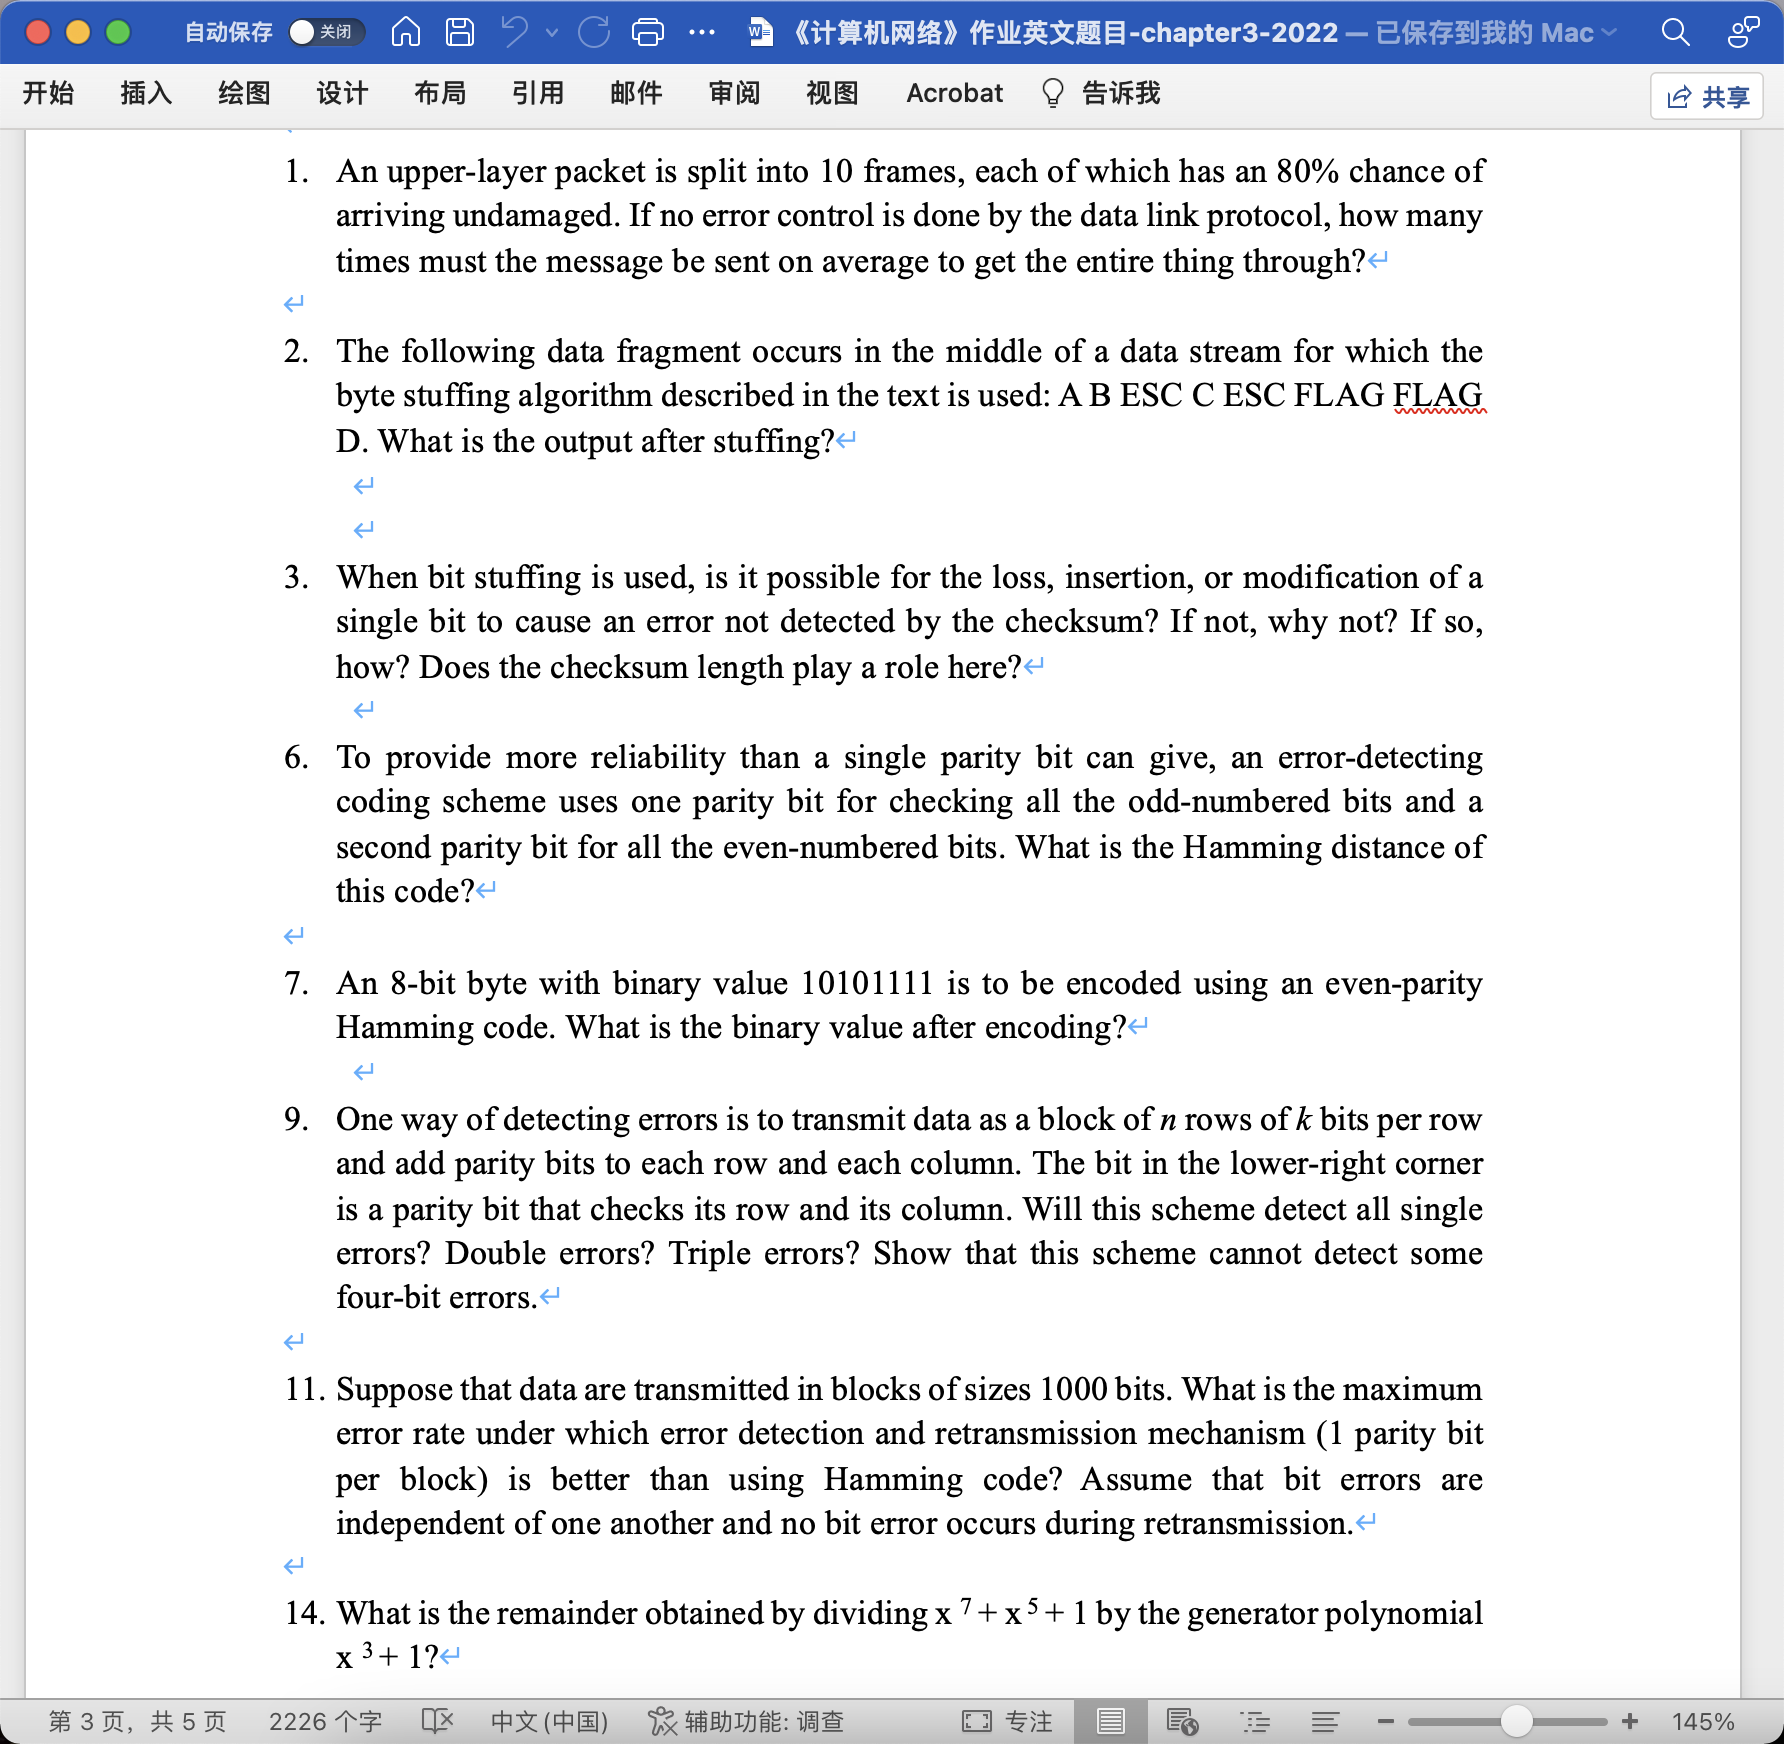 自动保存 关闭 《计算机网络》作业英文题目-chapter3-2022 — 已保存到我的 Mac
开始 插入 绘图 设计 布局 引用 邮件 审阅 视图 Acrobat 告诉我 共享
1. An upper-layer packet is split into 10 frames, each of which has an 80% chance of
arriving undamaged. If no error control is done by the data link protocol, how many
times must the message be sent on average to get the entire thing through?
2. The following data fragment occurs in the middle of a data stream for which the
byte stuffing algorithm described in the text is used: A B ESC C ESC FLAG FLAG
D. What is the output after stuffing?
3. When bit stuffing is used, is it possible for the loss, insertion, or modification of a
single bit to cause an error not detected by the checksum? If not, why not? If so,
how? Does the checksum length play a role here?
6. To provide more reliability than a single parity bit can give, an error-detecting
coding scheme uses one parity bit for checking all the odd-numbered bits and a
second parity bit for all the even-numbered bits. What is the Hamming distance of
this code?
7. An 8-bit byte with binary value 10101111 is to be encoded using an even-parity
Hamming code. What is the binary value after encoding?
9. One way of detecting errors is to transmit data as a block of n rows of k bits per row
and add parity bits to each row and each column. The bit in the lower-right corner
is a parity bit that checks its row and its column. Will this scheme detect all single
errors? Double errors? Triple errors? Show that this scheme cannot detect some
four-bit errors.
11. Suppose that data are transmitted in blocks of sizes 1000 bits. What is the maximum
error rate under which error detection and retransmission mechanism (1 parity bit
per block) is better than using Hamming code? Assume that bit errors are
independent of one another and no bit error occurs during retransmission.
14. What is the remainder obtained by dividing x ⁷ + x ⁵ + 1 by the generator polynomial
x ³ + 1?
第 3 页，共 5 页 2226 个字 中文 (中国) 辅助功能: 调查 专注 145%